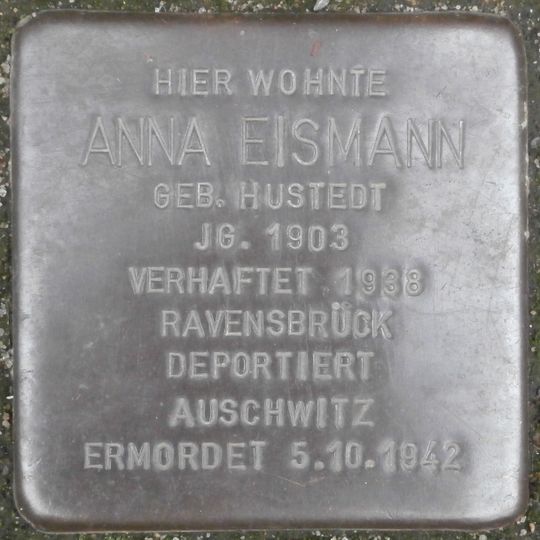 HIER WOHNTE
ANNA EISMANN
GEB. HUSTEDT
JG. 1903
VERHAFTET 1938
RAVENSBRÜCK
DEPORTIERT
AUSCHWITZ
ERMORDET 5.10.1942